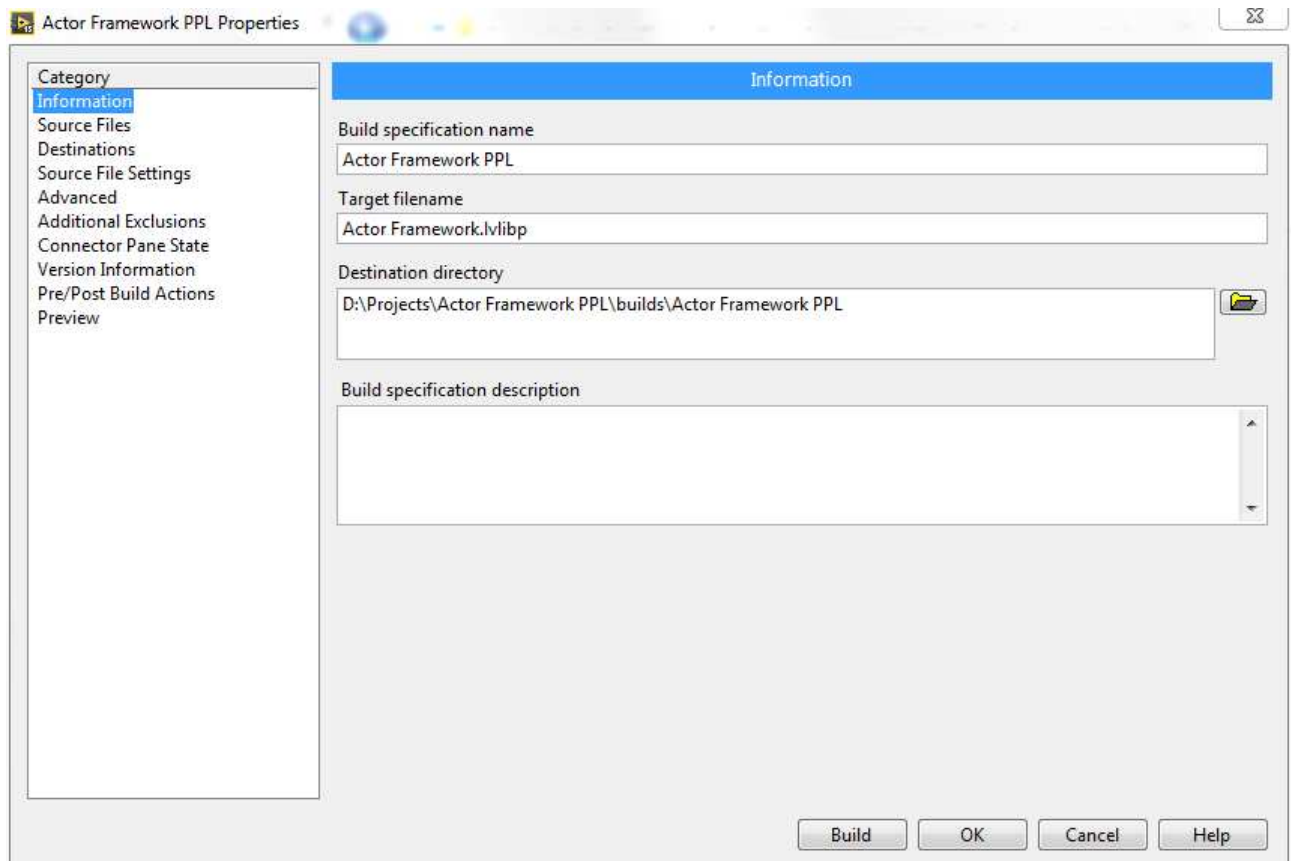 Actor Framework PPL Properties
Category
Information
Source Files
Destinations
Source File Settings
Advanced
Additional Exclusions
Connector Pane State
Version Information
Pre/Post Build Actions
Preview
Information
Build specification name
Actor Framework PPL
Target filename
Actor Framework.lvlibp
Destination directory
D:\Projects\Actor Framework PPL\builds\Actor Framework PPL
Build specification description
Build
OK
Cancel
Help